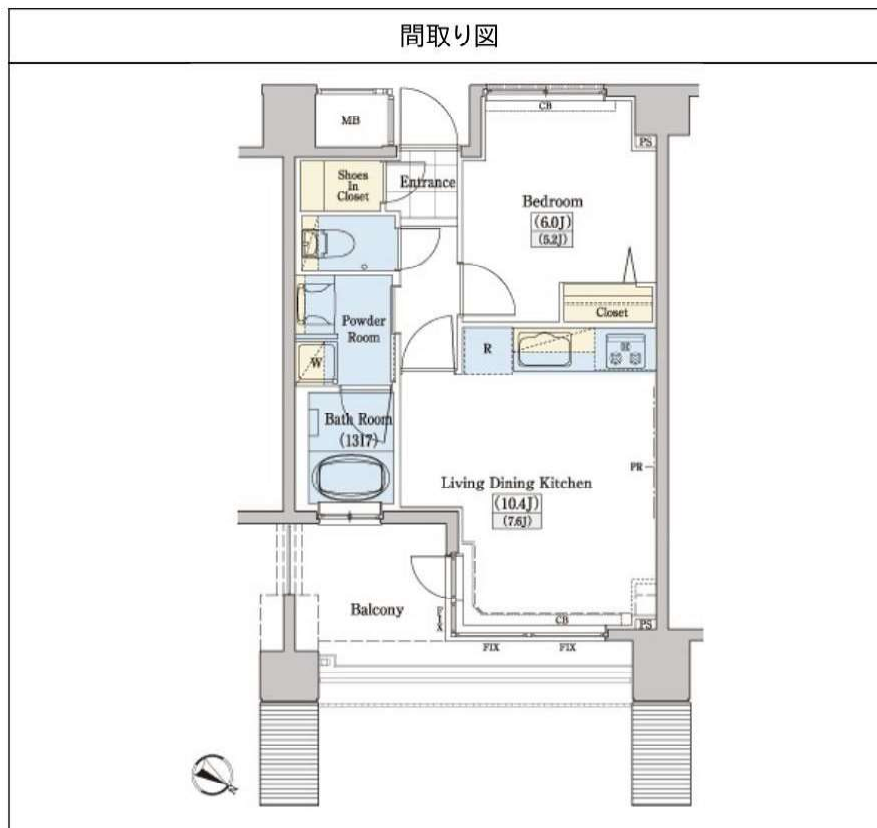 間取り図
MB
CB
PS
Shoes
In
Closet
Entrance
Bedroom
(6.0J)
(5.2J)
Closet
Powder
Room
W
R
Bath Room
(1317)
PR
Living Dining Kitchen
(10.4J)
(7.6J)
Balcony
FIX
CB
PS
FIX
FIX
N